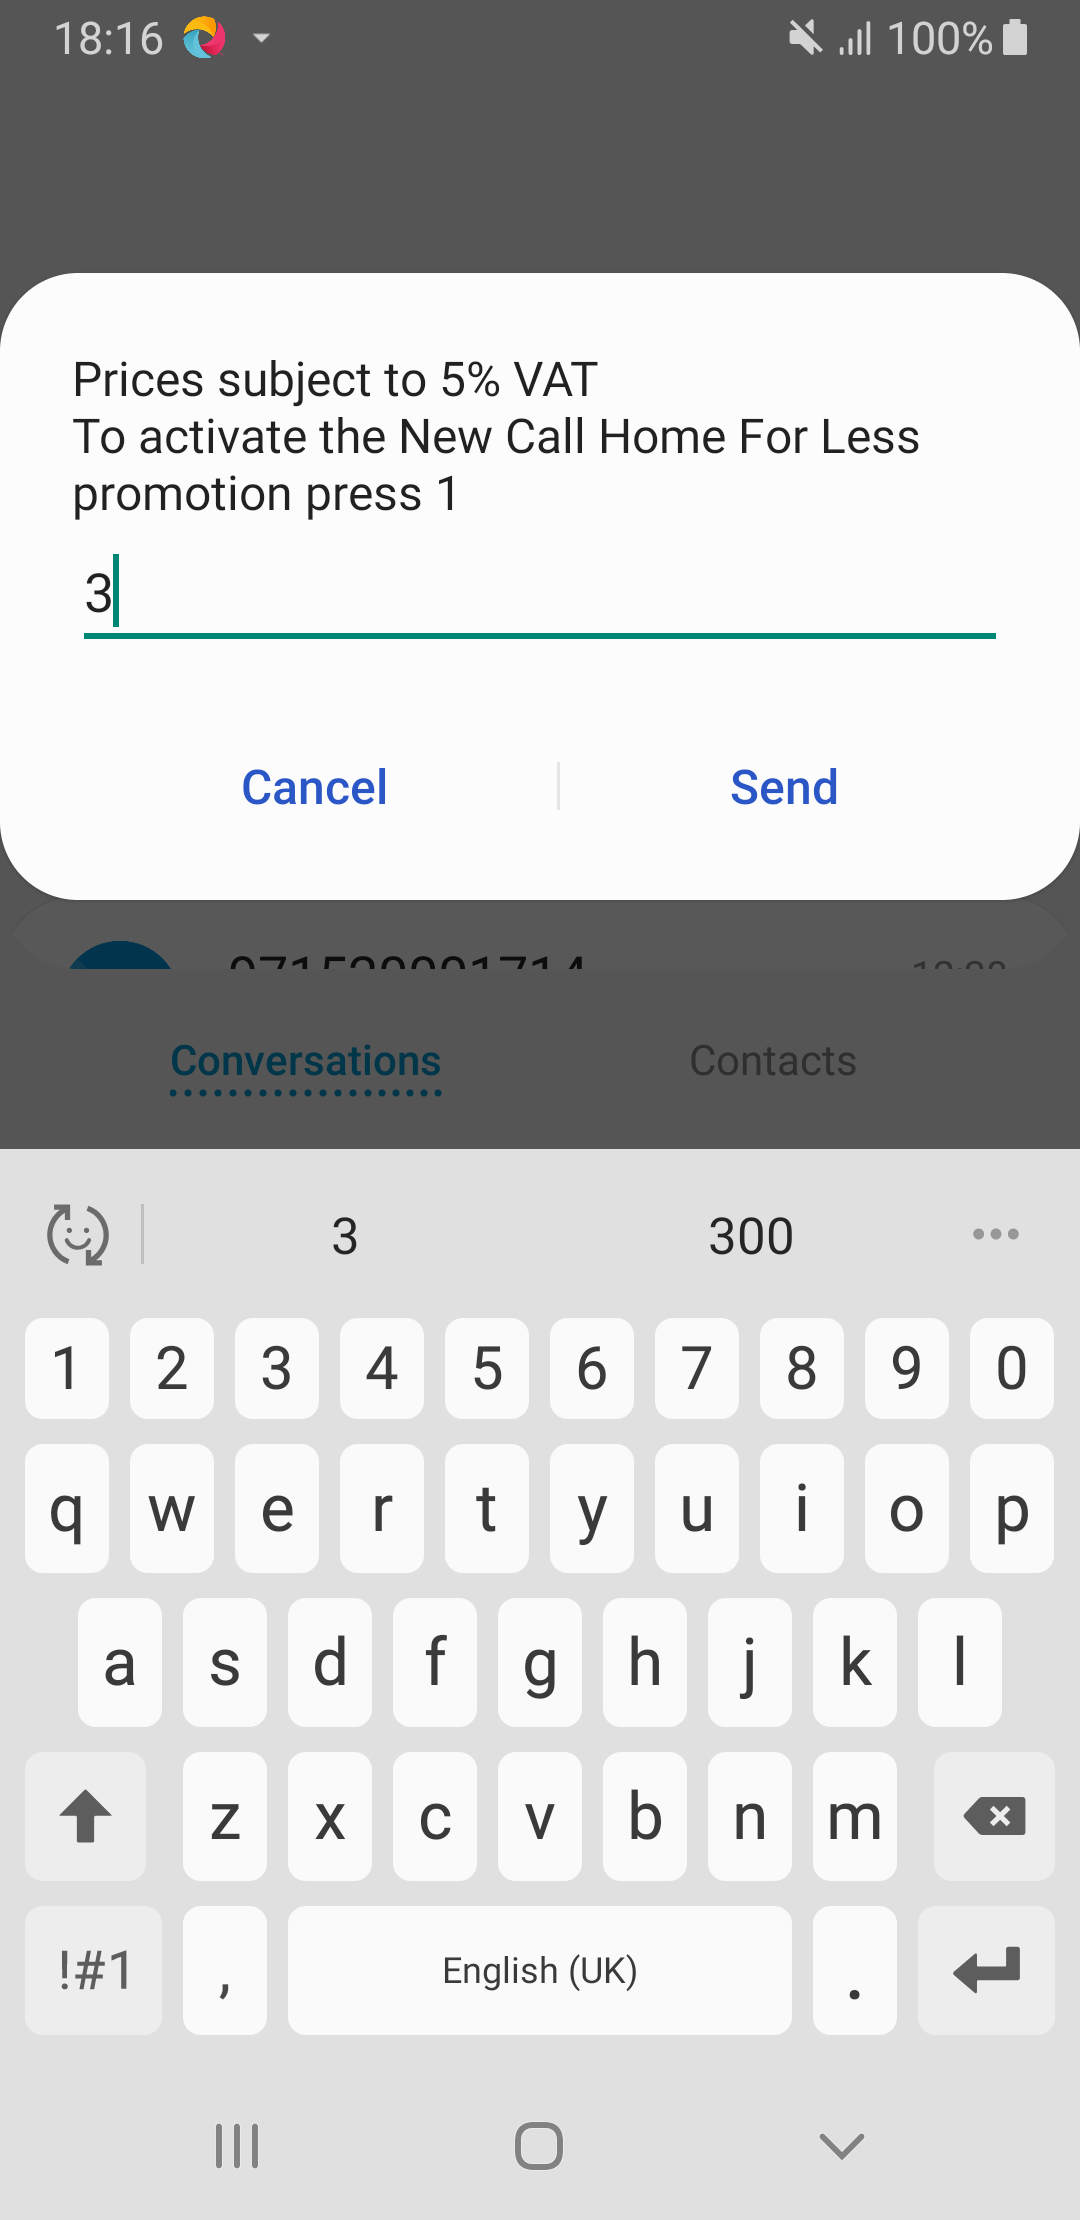 18:16 100%
Prices subject to 5% VAT
To activate the New Call Home For Less
promotion press 1
3
Cancel Send
Conversations Contacts
3 300
1 2 3 4 5 6 7 8 9 0
q w e r t y u i o p
a s d f g h j k l
z x c v b n m
!#1 , English (UK) .